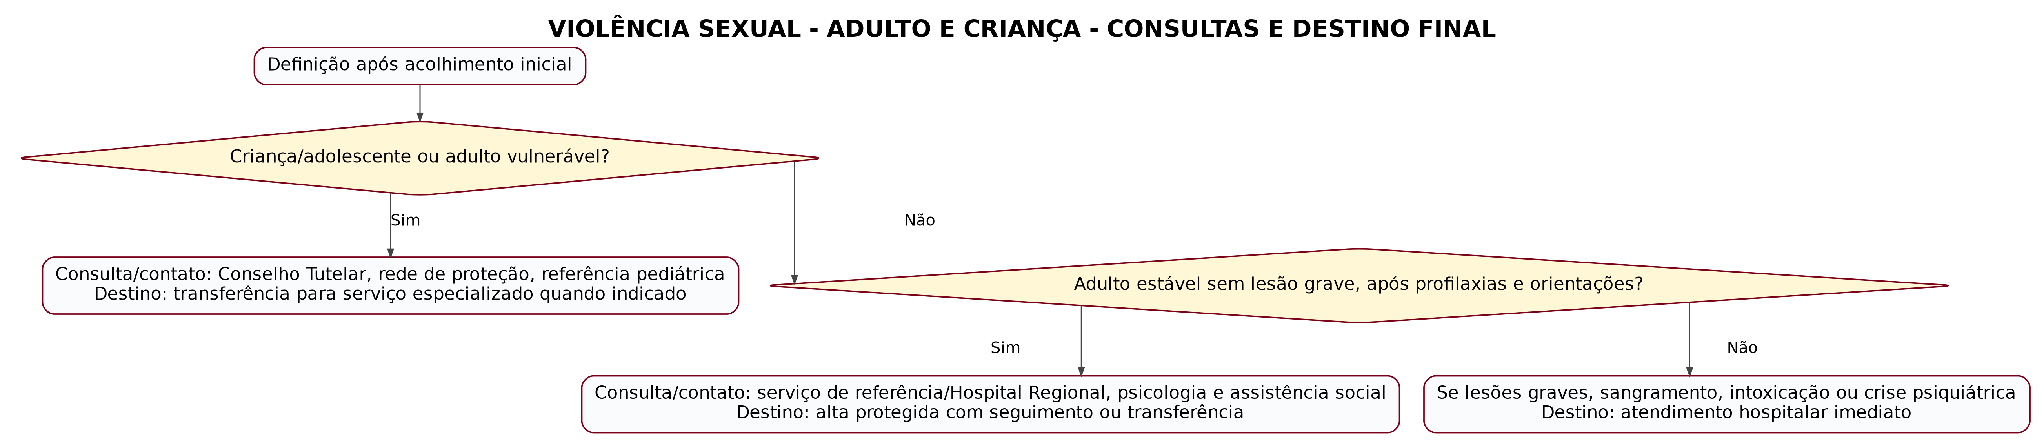 VIOLÊNCIA SEXUAL - ADULTO E CRIANÇA - CONSULTAS E DESTINO FINAL
Definição após acolhimento inicial
Criança/adolescente ou adulto vulnerável?
Sim
Não
Consulta/contato: Conselho Tutelar, rede de proteção, referência pediátrica
Destino: transferência para serviço especializado quando indicado
Adulto estável sem lesão grave, após profilaxias e orientações?
Sim
Não
Consulta/contato: serviço de referência/Hospital Regional, psicologia e assistência social
Destino: alta protegida com seguimento ou transferência
Se lesões graves, sangramento, intoxicação ou crise psiquiátrica
Destino: atendimento hospitalar imediato